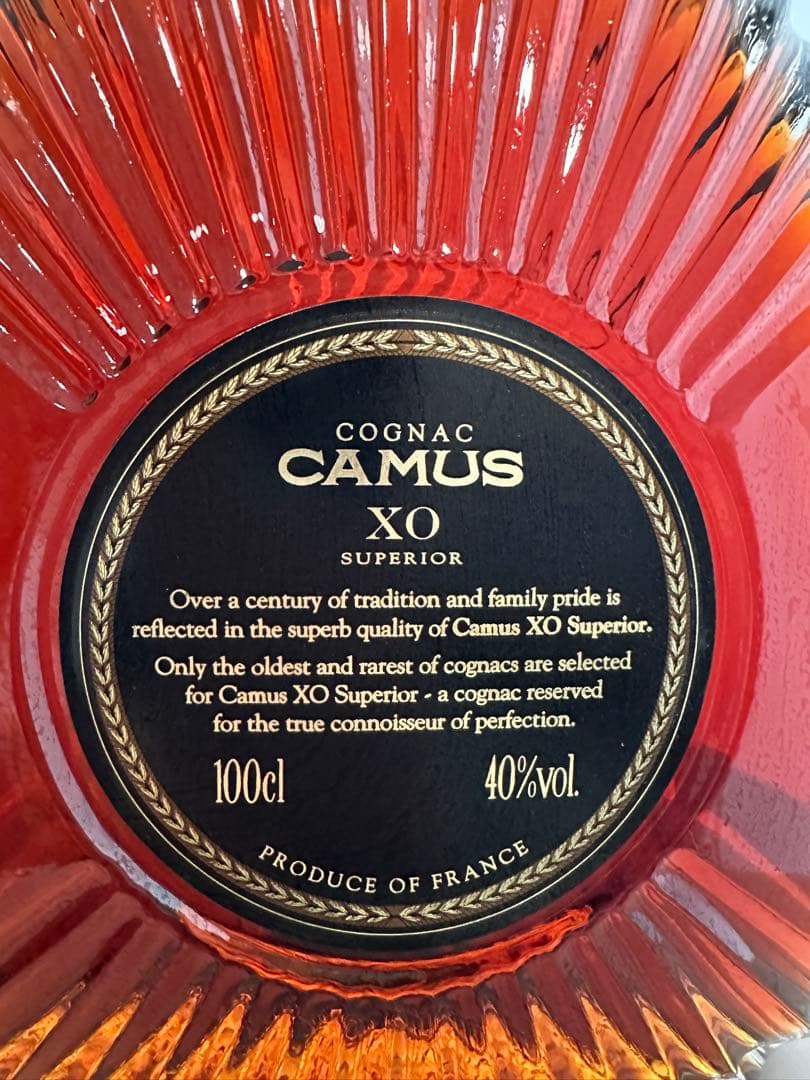 COGNAC
CAMUS
XO
SUPERIOR
Over a century of tradition and family pride is
reflected in the superb quality of Camus XO Superior.
Only the oldest and rarest of cognacs are selected
for Camus XO Superior - a cognac reserved
for the true connoisseur of perfection.
100cl 40%vol.
PRODUCE OF FRANCE